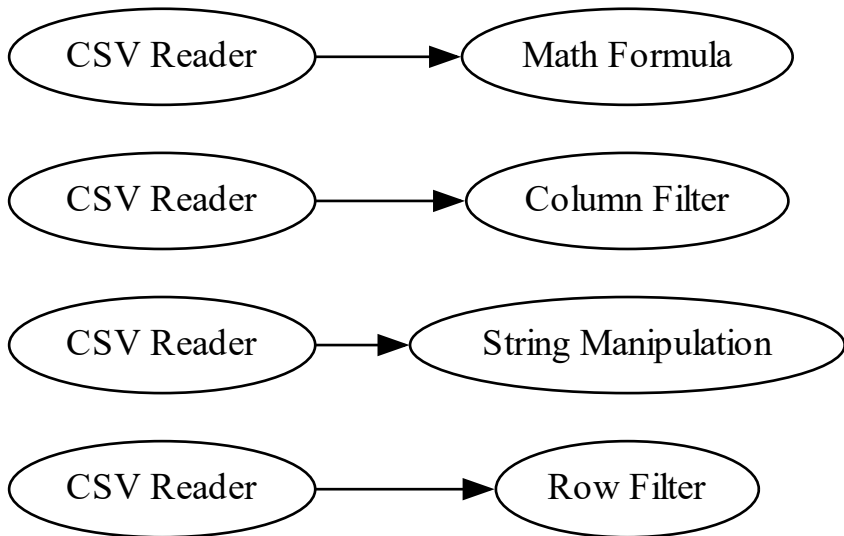 CSV Reader Math Formula
CSV Reader Column Filter
CSV Reader String Manipulation
CSV Reader Row Filter